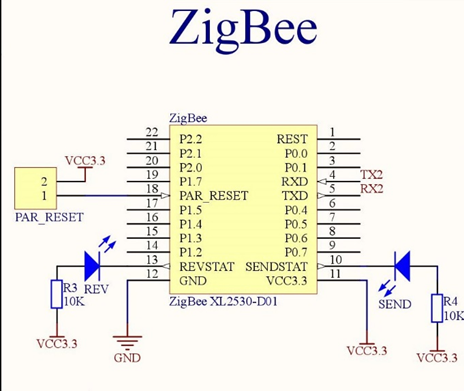 ZigBee
ZigBee
22 P2.2 REST 1
21 P2.1 P0.0 2
20 P2.0 P0.1 3
19 P1.7 RXD 4 TX2
18 PAR_RESET TXD 5 RX2
17 P1.5 P0.4 6
16 P1.4 P0.5 7
15 P1.3 P0.6 8
14 P1.2 P0.7 9
13 REVSTAT SENDSTAT 10
12 GND VCC3.3 11
ZigBee XL2530-D01
VCC3.3
2
1
PAR_RESET
REV
R3
10K
VCC3.3
GND
SEND
R4
10K
VCC3.3
VCC3.3